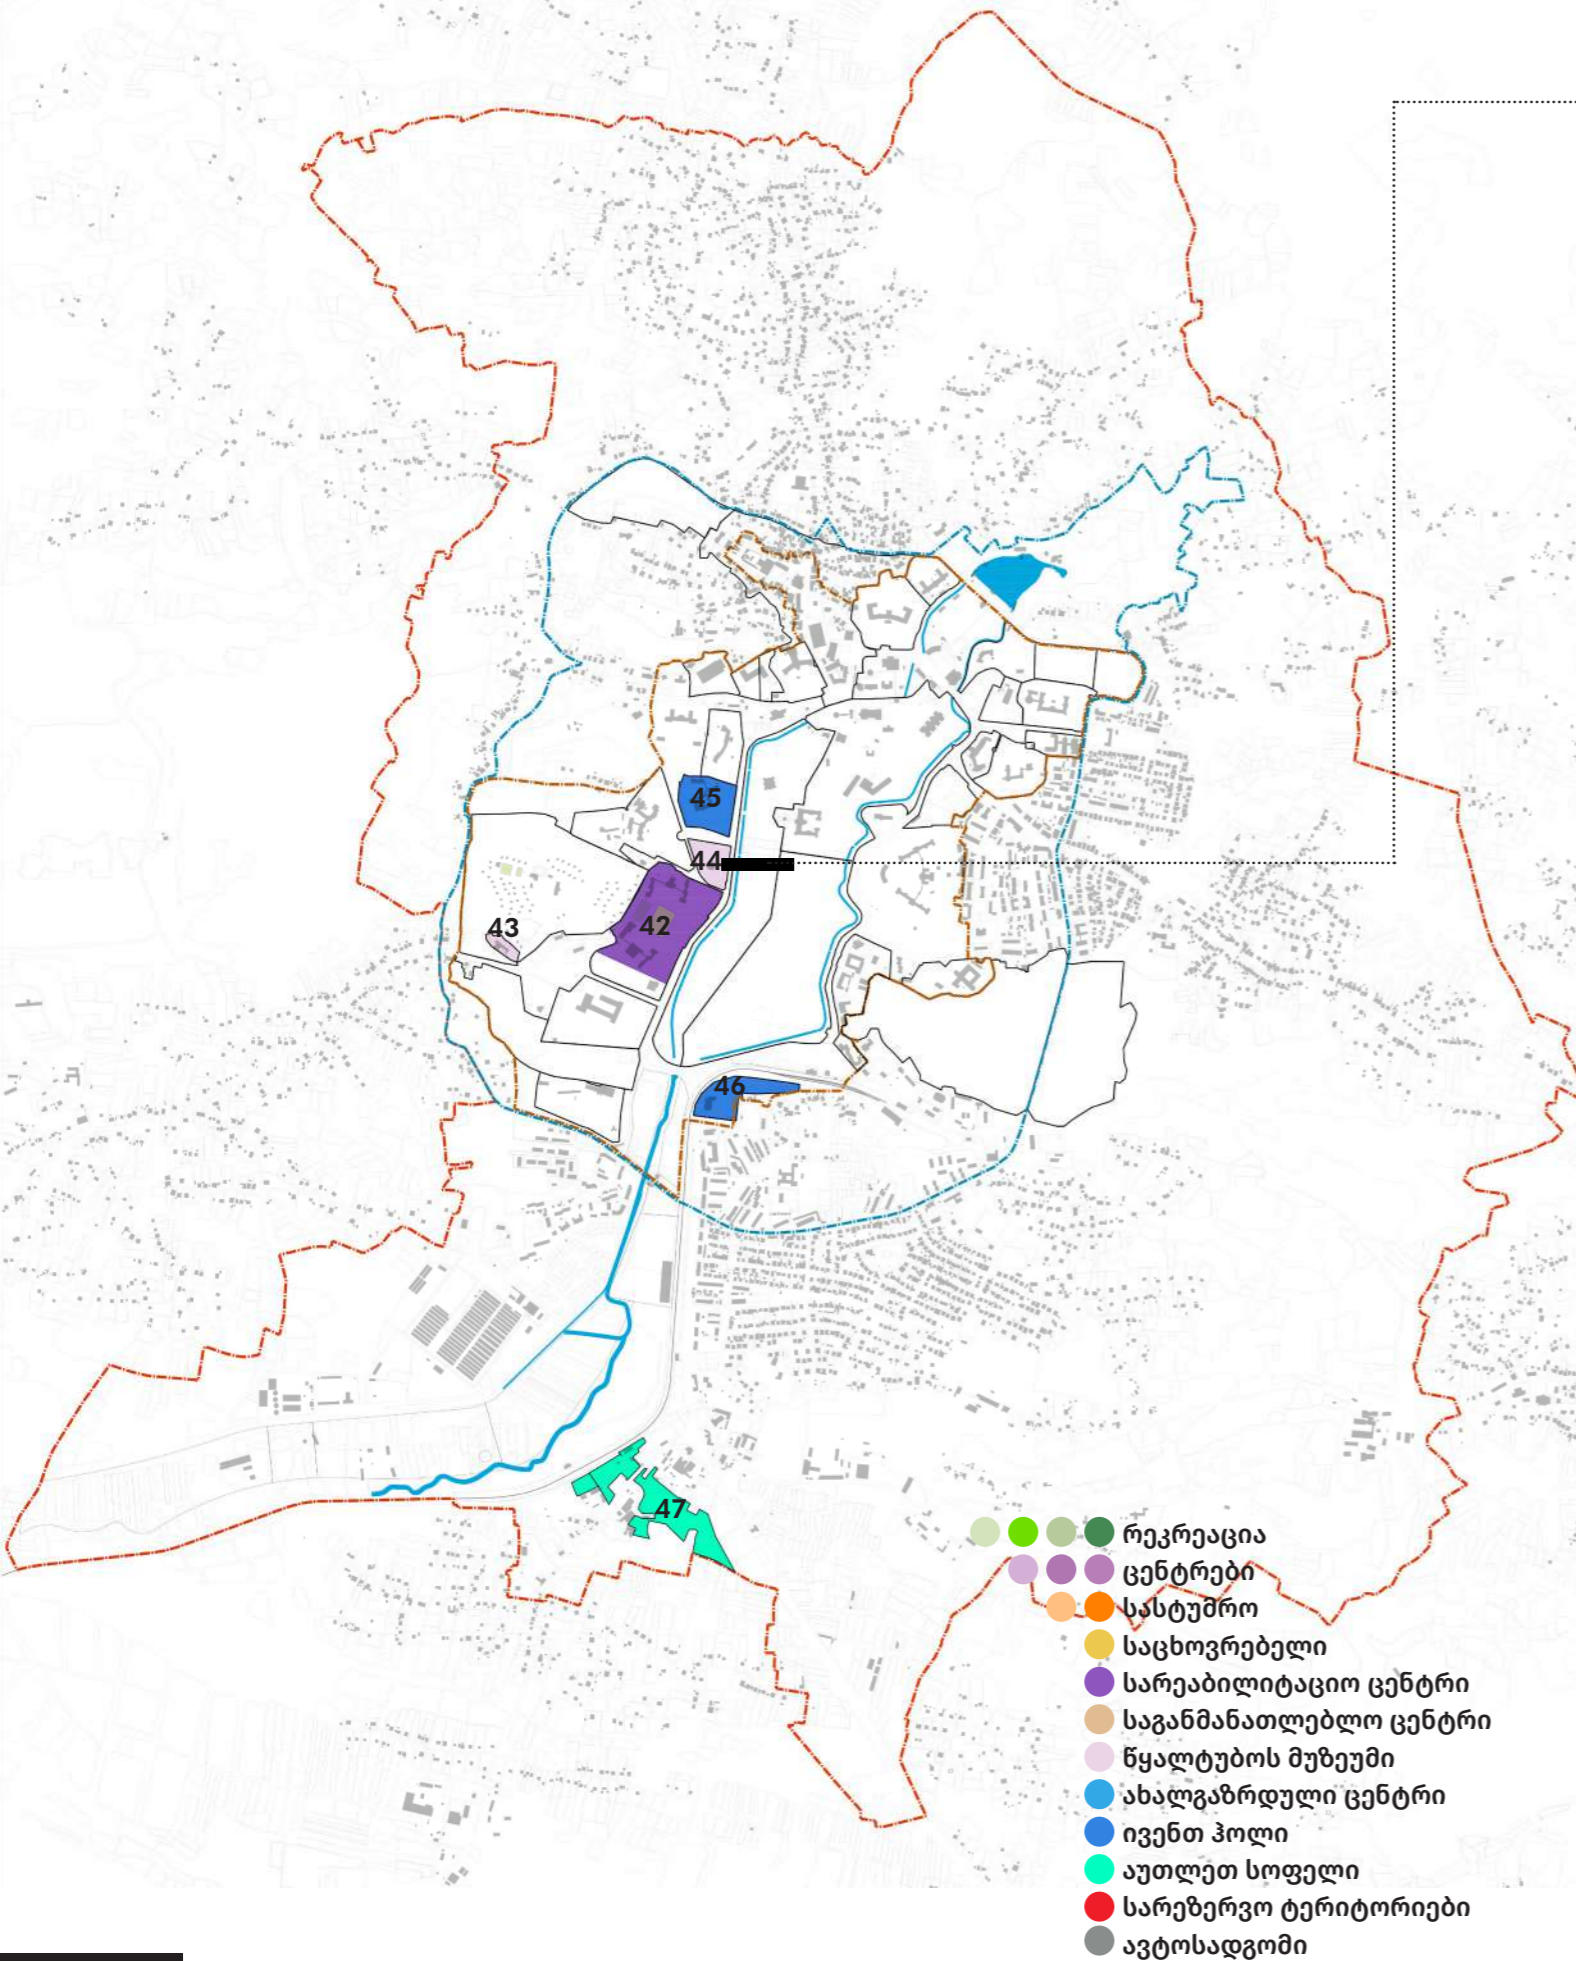 45
44
43
42
46
47
რეკრეაცია
ცენტრები
სასტუმრო
საცხოვრებელი
სარეაბილიტაციო ცენტრი
საგანმანათლებლო ცენტრი
წყალტუბოს მუზეუმი
ახალგაზრდული ცენტრი
ივენთ ჰოლი
აუთლეთ სოფელი
სარეზერვო ტერიტორიები
ავტოსადგომი